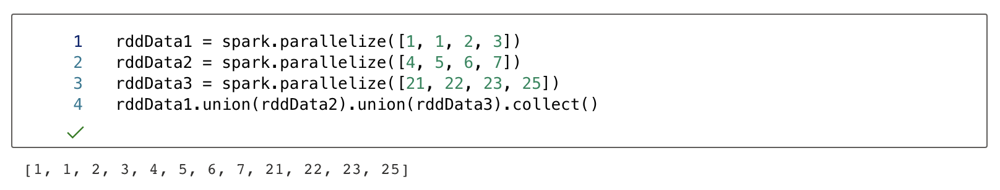 1 rddData1 = spark.parallelize([1, 1, 2, 3])
2 rddData2 = spark.parallelize([4, 5, 6, 7])
3 rddData3 = spark.parallelize([21, 22, 23, 25])
4 rddData1.union(rddData2).union(rddData3).collect()
[1, 1, 2, 3, 4, 5, 6, 7, 21, 22, 23, 25]